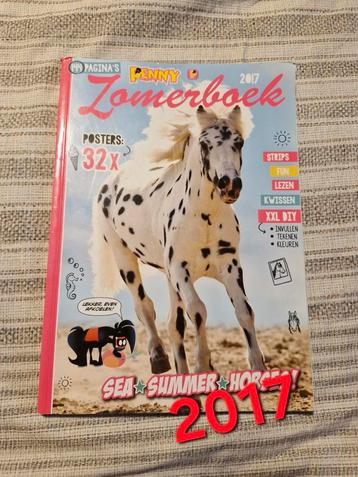 PAGINA'S
PENNY
2017
Zomerboek
POSTERS:
32x
STRIPS
FUN
LEZEN
KWISSEN
XXL DIY
• INVULLEN
• TEKENEN
• KLEUREN
LEKKER, EVEN
AFKOELEN!
SEA☆SUMMER☆HORSES!
2017